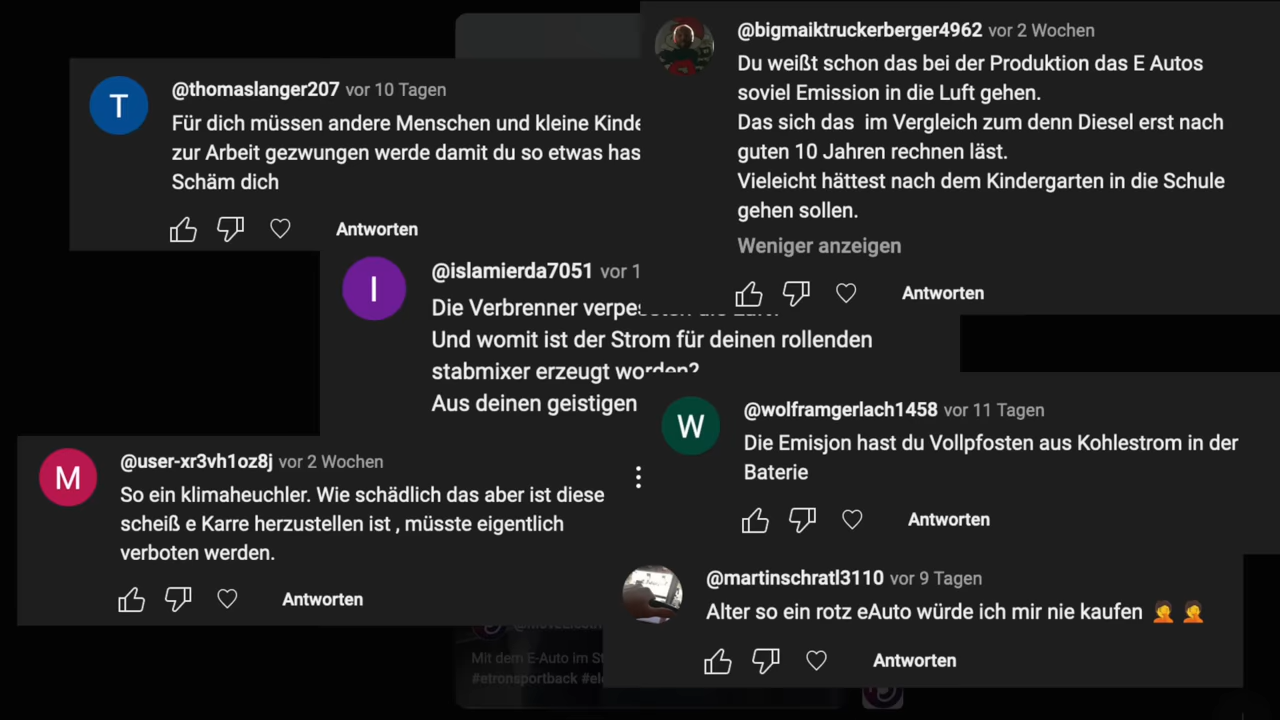 @thomaslanger207 vor 10 Tagen
T
Für dich müssen andere Menschen und kleine Kinde
zur Arbeit gezwungen werde damit du so etwas has
Schäm dich
Antworten
@bigmaiktruckerberger4962 vor 2 Wochen
Du weißt schon das bei der Produktion das E Autos
soviel Emission in die Luft gehen.
Das sich das im Vergleich zum denn Diesel erst nach
guten 10 Jahren rechnen läst.
Vieleicht hättest nach dem Kindergarten in die Schule
gehen sollen.
Weniger anzeigen
Antworten
@islamierda7051 vor 1
I
Die Verbrenner
Und womit ist der Strom für deinen rollenden
stabmixer erzeugt worden?
Aus deinen geistigen
@user-xr3vh1oz8j vor 2 Wochen
M
So ein klimaheuchler. Wie schädlich das aber ist diese
scheiß e Karre herzustellen ist , müsste eigentlich
verboten werden.
Antworten
@wolframgerlach1458 vor 11 Tagen
W
Die Emisjon hast du Vollpfosten aus Kohlestrom in der
Baterie
Antworten
@martinschratl3110 vor 9 Tagen
Alter so ein rotz eAuto würde ich mir nie kaufen 🤦 🤦
Antworten
Mit dem E-Auto im
#etronsportback